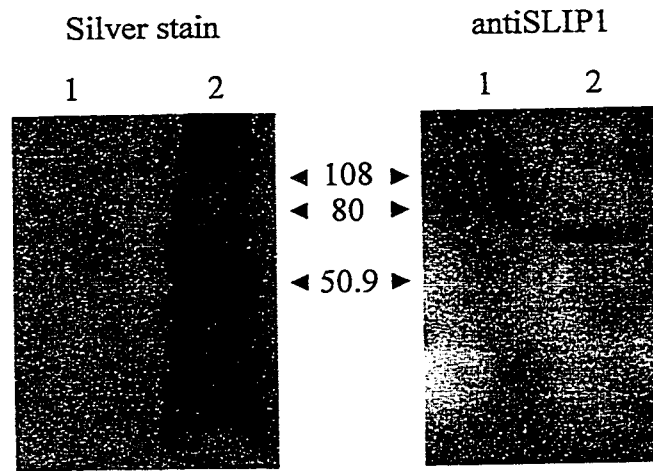 Silver stain
antiSLIP1
1 2
1 2
◄ 108 ►
◄ 80 ►
◄ 50.9 ►